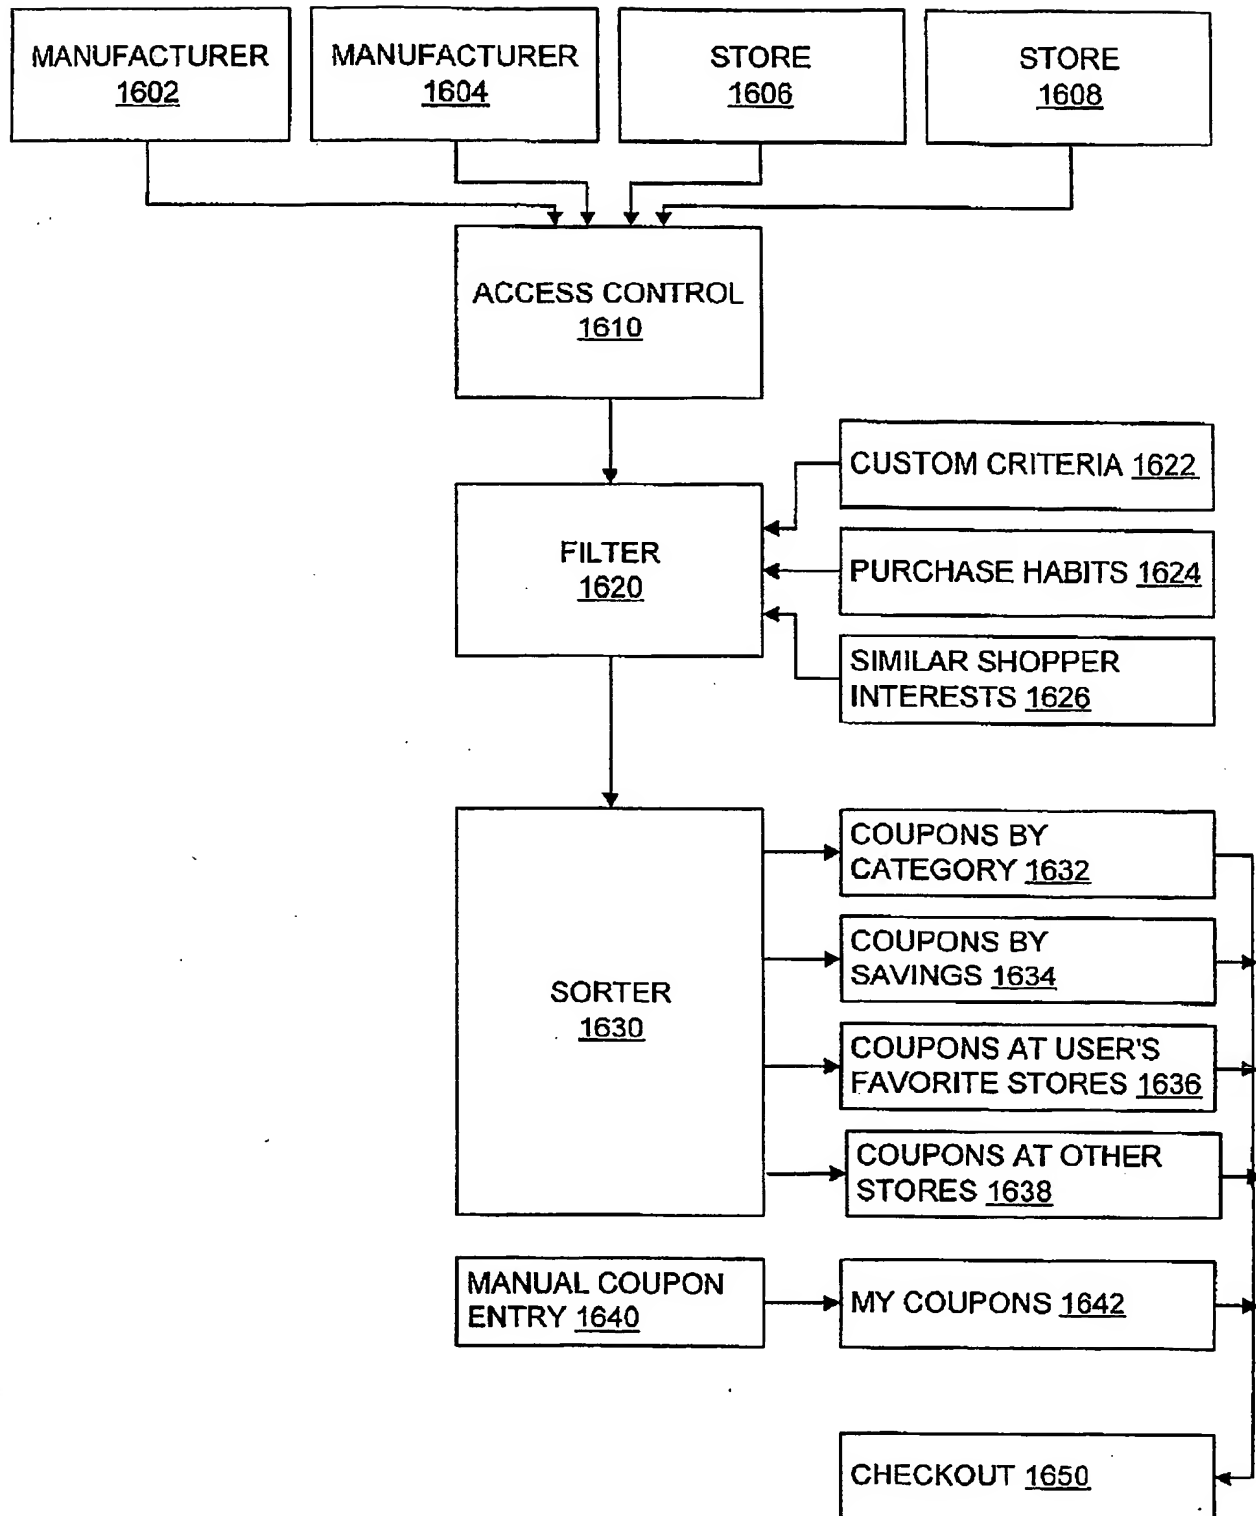 MANUFACTURER
1602
MANUFACTURER
1604
STORE
1606
STORE
1608
ACCESS CONTROL
1610
CUSTOM CRITERIA 1622
FILTER
1620
PURCHASE HABITS 1624
SIMILAR SHOPPER
INTERESTS 1626
COUPONS BY
CATEGORY 1632
COUPONS BY
SAVINGS 1634
SORTER
1630
COUPONS AT USER'S
FAVORITE STORES 1636
COUPONS AT OTHER
STORES 1638
MANUAL COUPON
ENTRY 1640
MY COUPONS 1642
CHECKOUT 1650